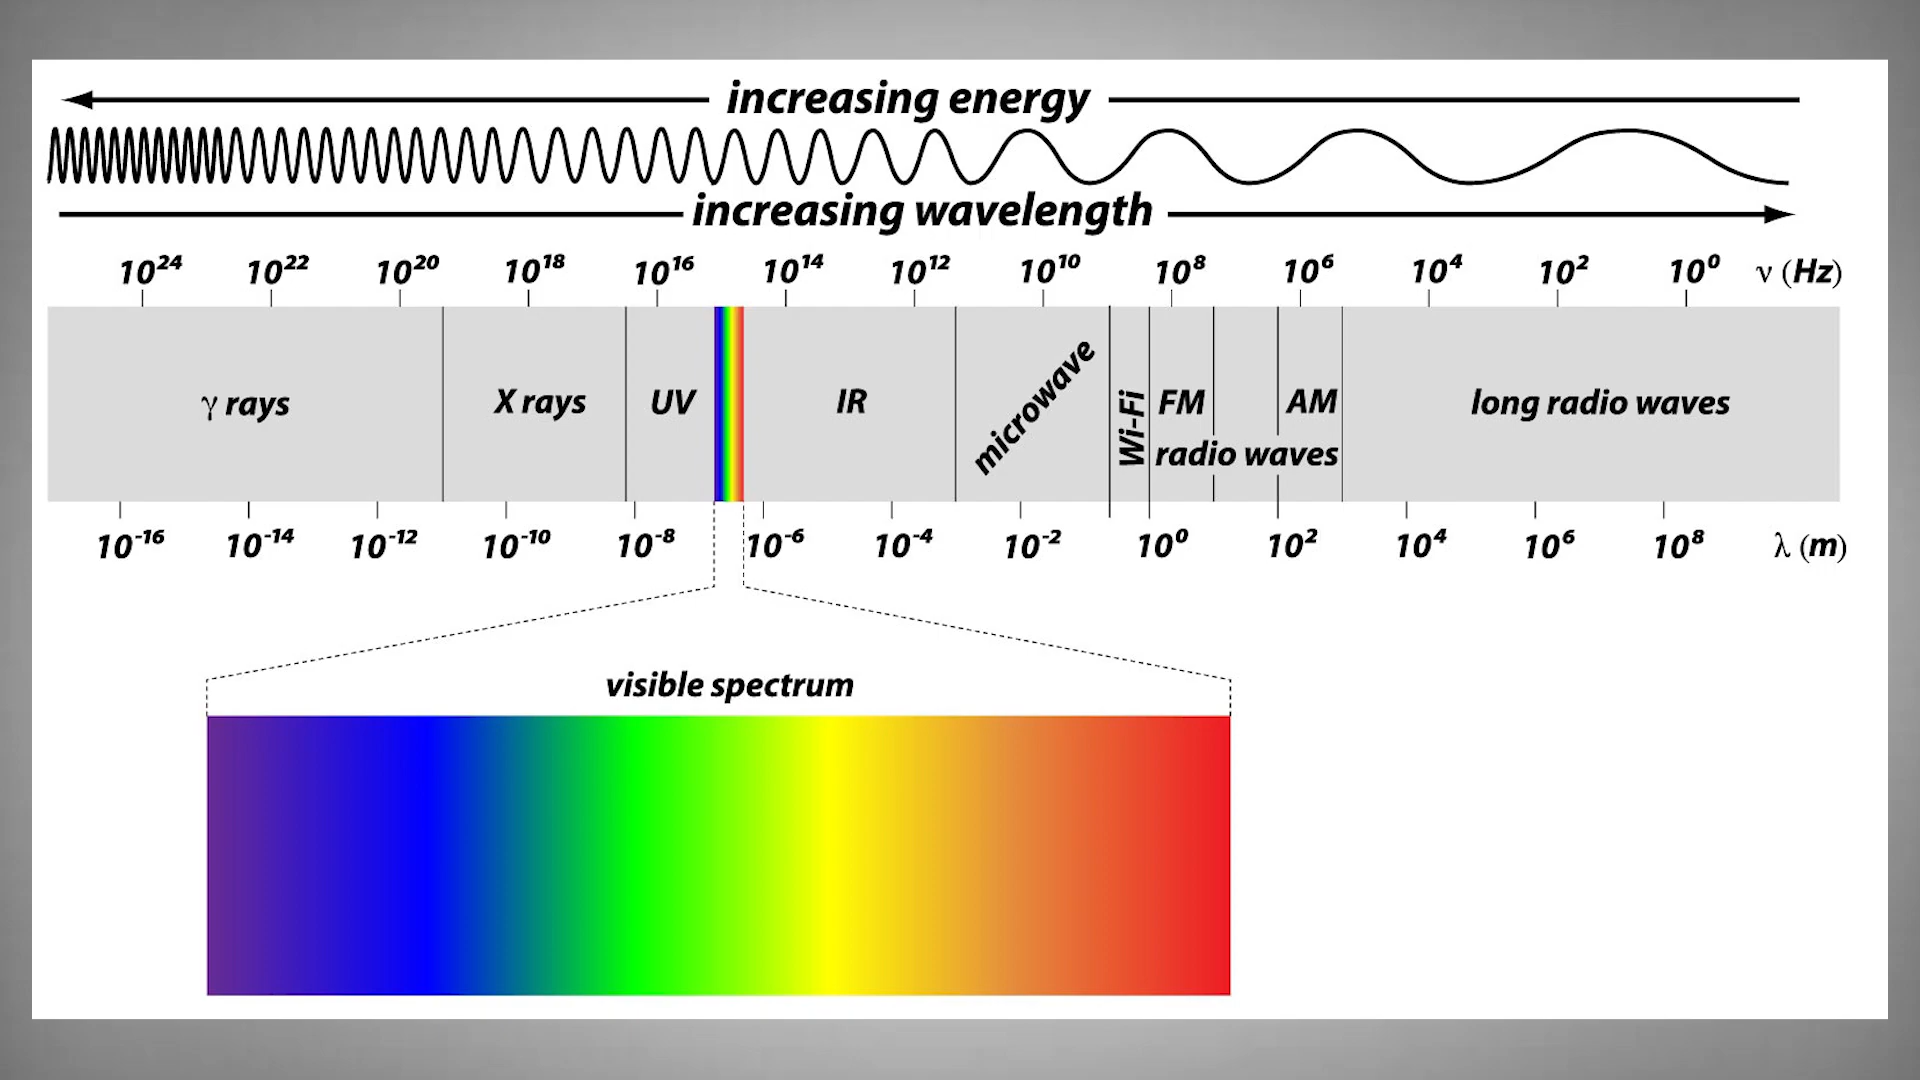 increasing energy
increasing wavelength
10²⁴ 10²² 10²⁰ 10¹⁸ 10¹⁶ 10¹⁴ 10¹² 10¹⁰ 10⁸ 10⁶ 10⁴ 10² 10⁰ ν (Hz)
γ rays X rays UV IR microwave Wi-Fi FM AM long radio waves
radio waves
10⁻¹⁶ 10⁻¹⁴ 10⁻¹² 10⁻¹⁰ 10⁻⁸ 10⁻⁶ 10⁻⁴ 10⁻² 10⁰ 10² 10⁴ 10⁶ 10⁸ λ (m)
visible spectrum